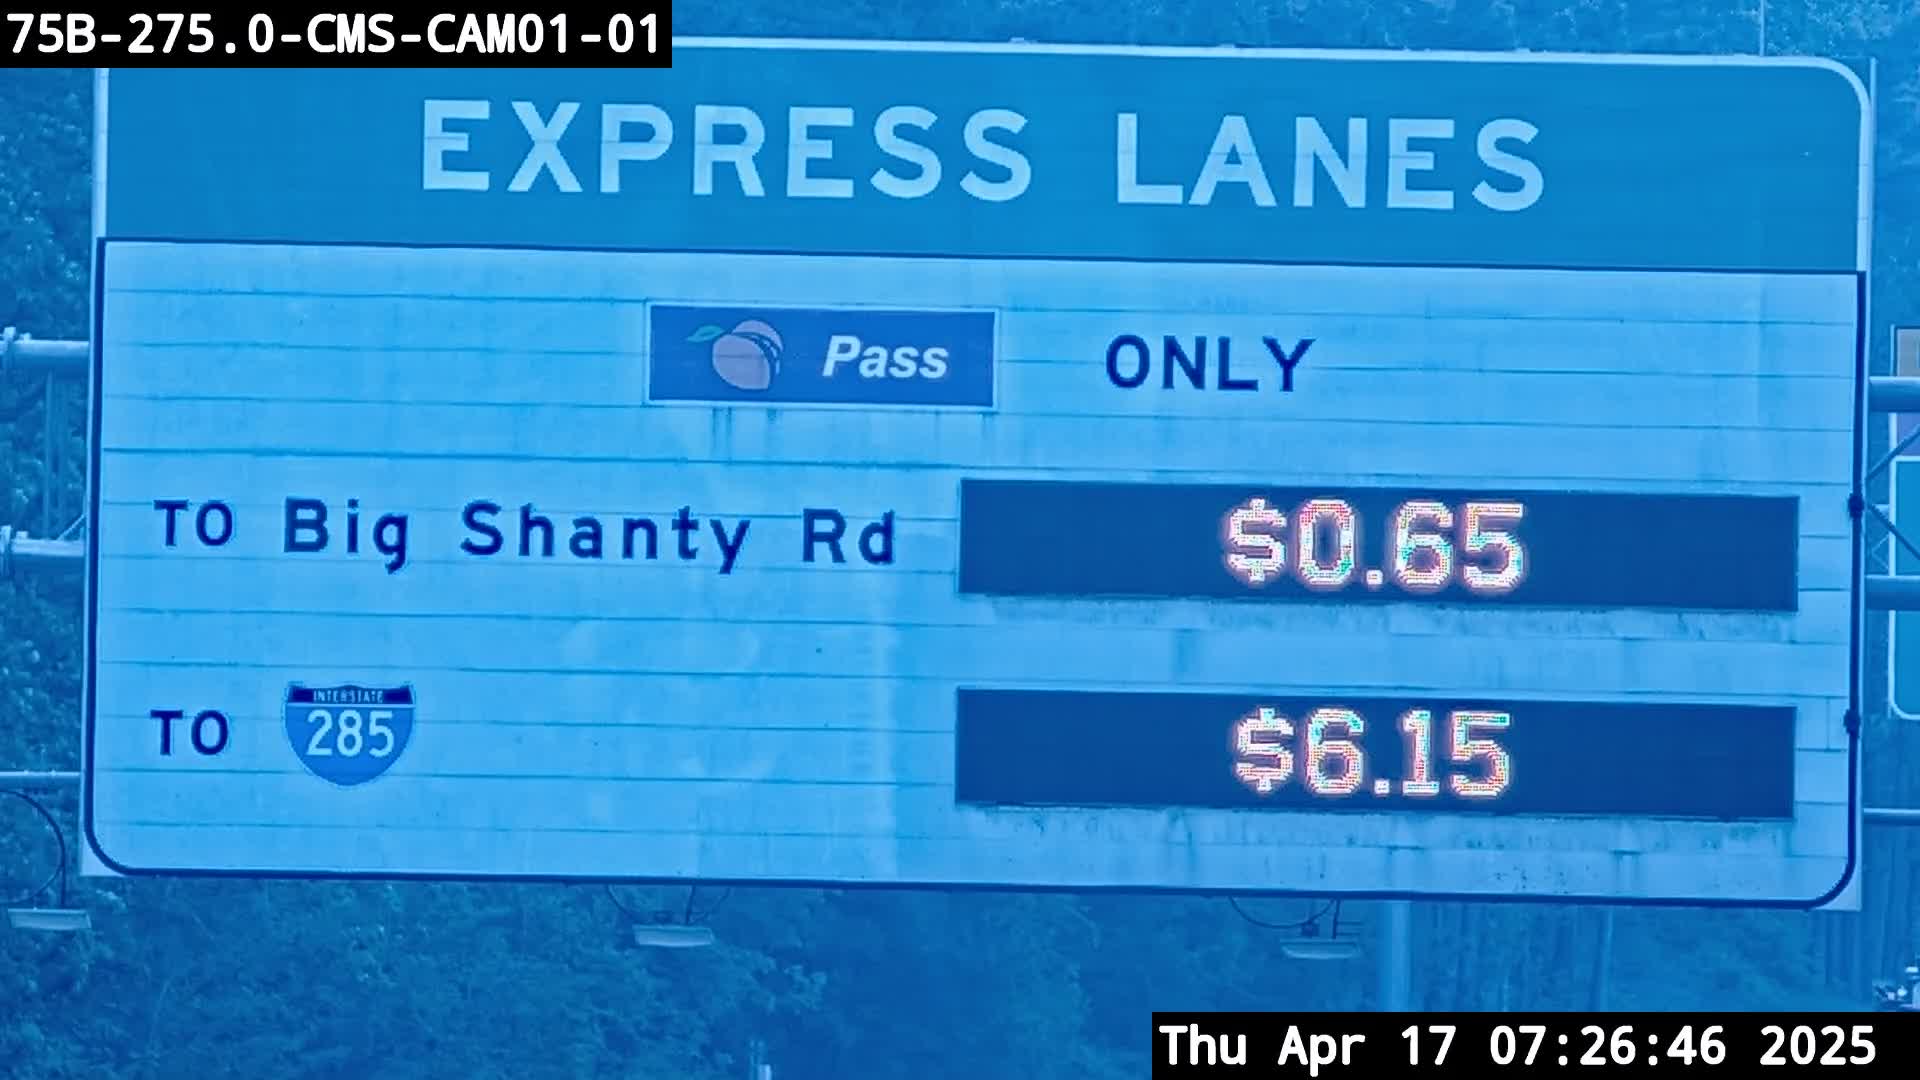 75B-275.0-CMS-CAM01-01
EXPRESS LANES
Pass ONLY
TO Big Shanty Rd $0.65
TO INTERSTATE 285 $6.15
Thu Apr 17 07:26:46 2025